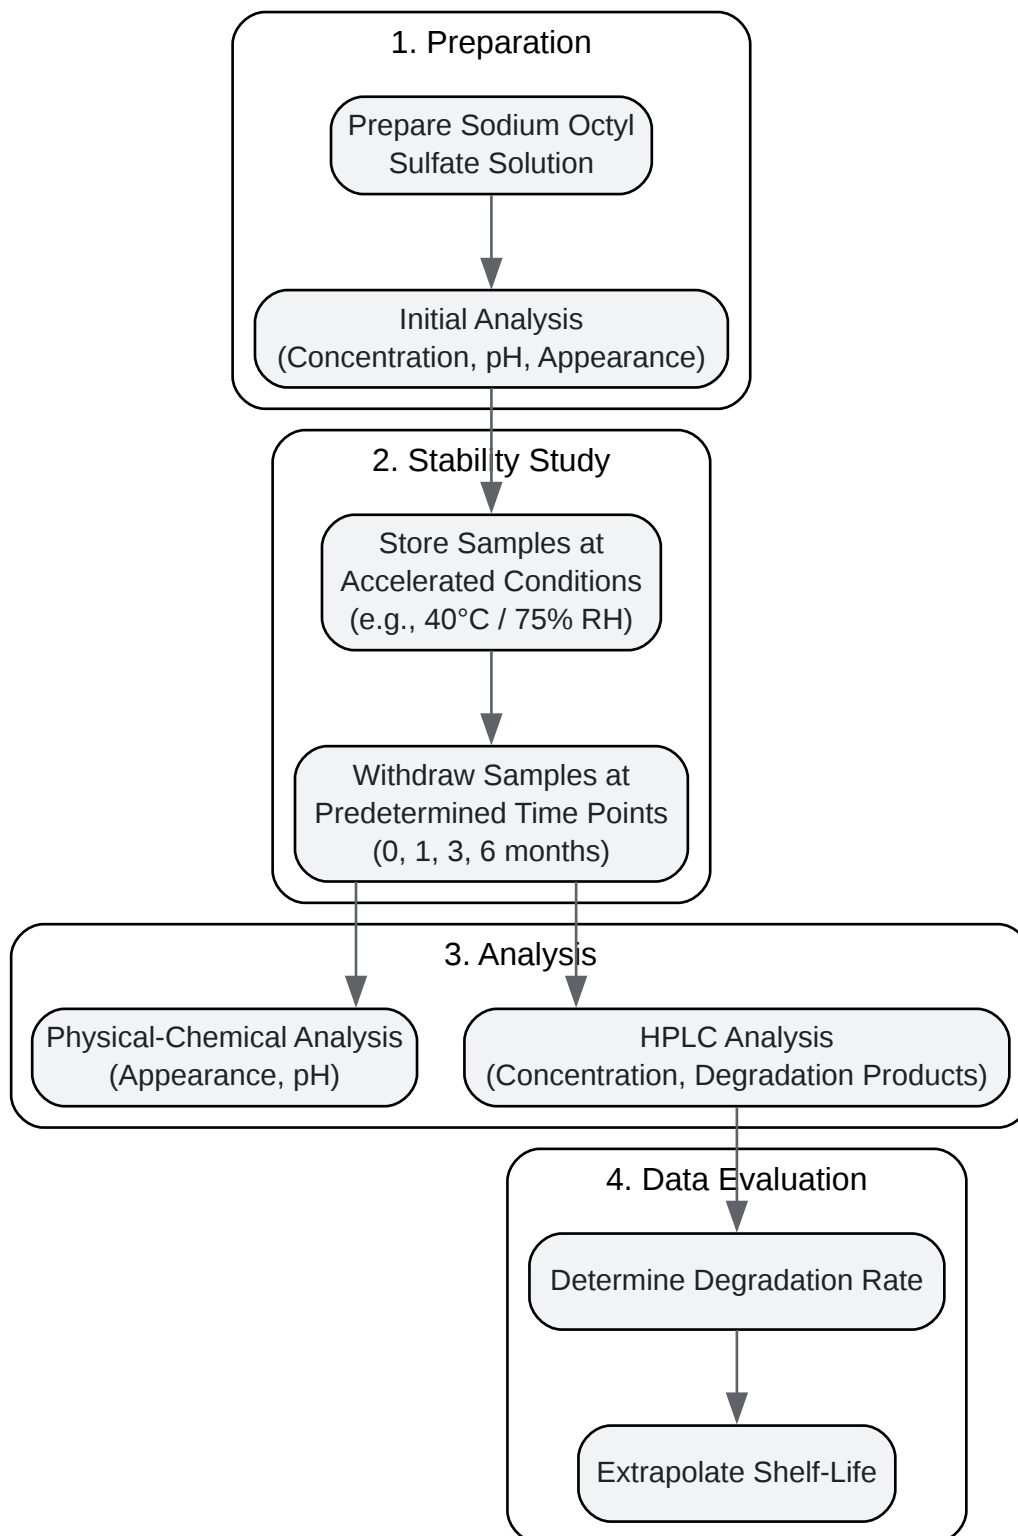 1. Preparation
Prepare Sodium Octyl
Sulfate Solution
Initial Analysis
(Concentration, pH, Appearance)
2. Stability Study
Store Samples at
Accelerated Conditions
(e.g., 40°C / 75% RH)
Withdraw Samples at
Predetermined Time Points
(0, 1, 3, 6 months)
3. Analysis
Physical-Chemical Analysis
(Appearance, pH)
HPLC Analysis
(Concentration, Degradation Products)
4. Data Evaluation
Determine Degradation Rate
Extrapolate Shelf-Life